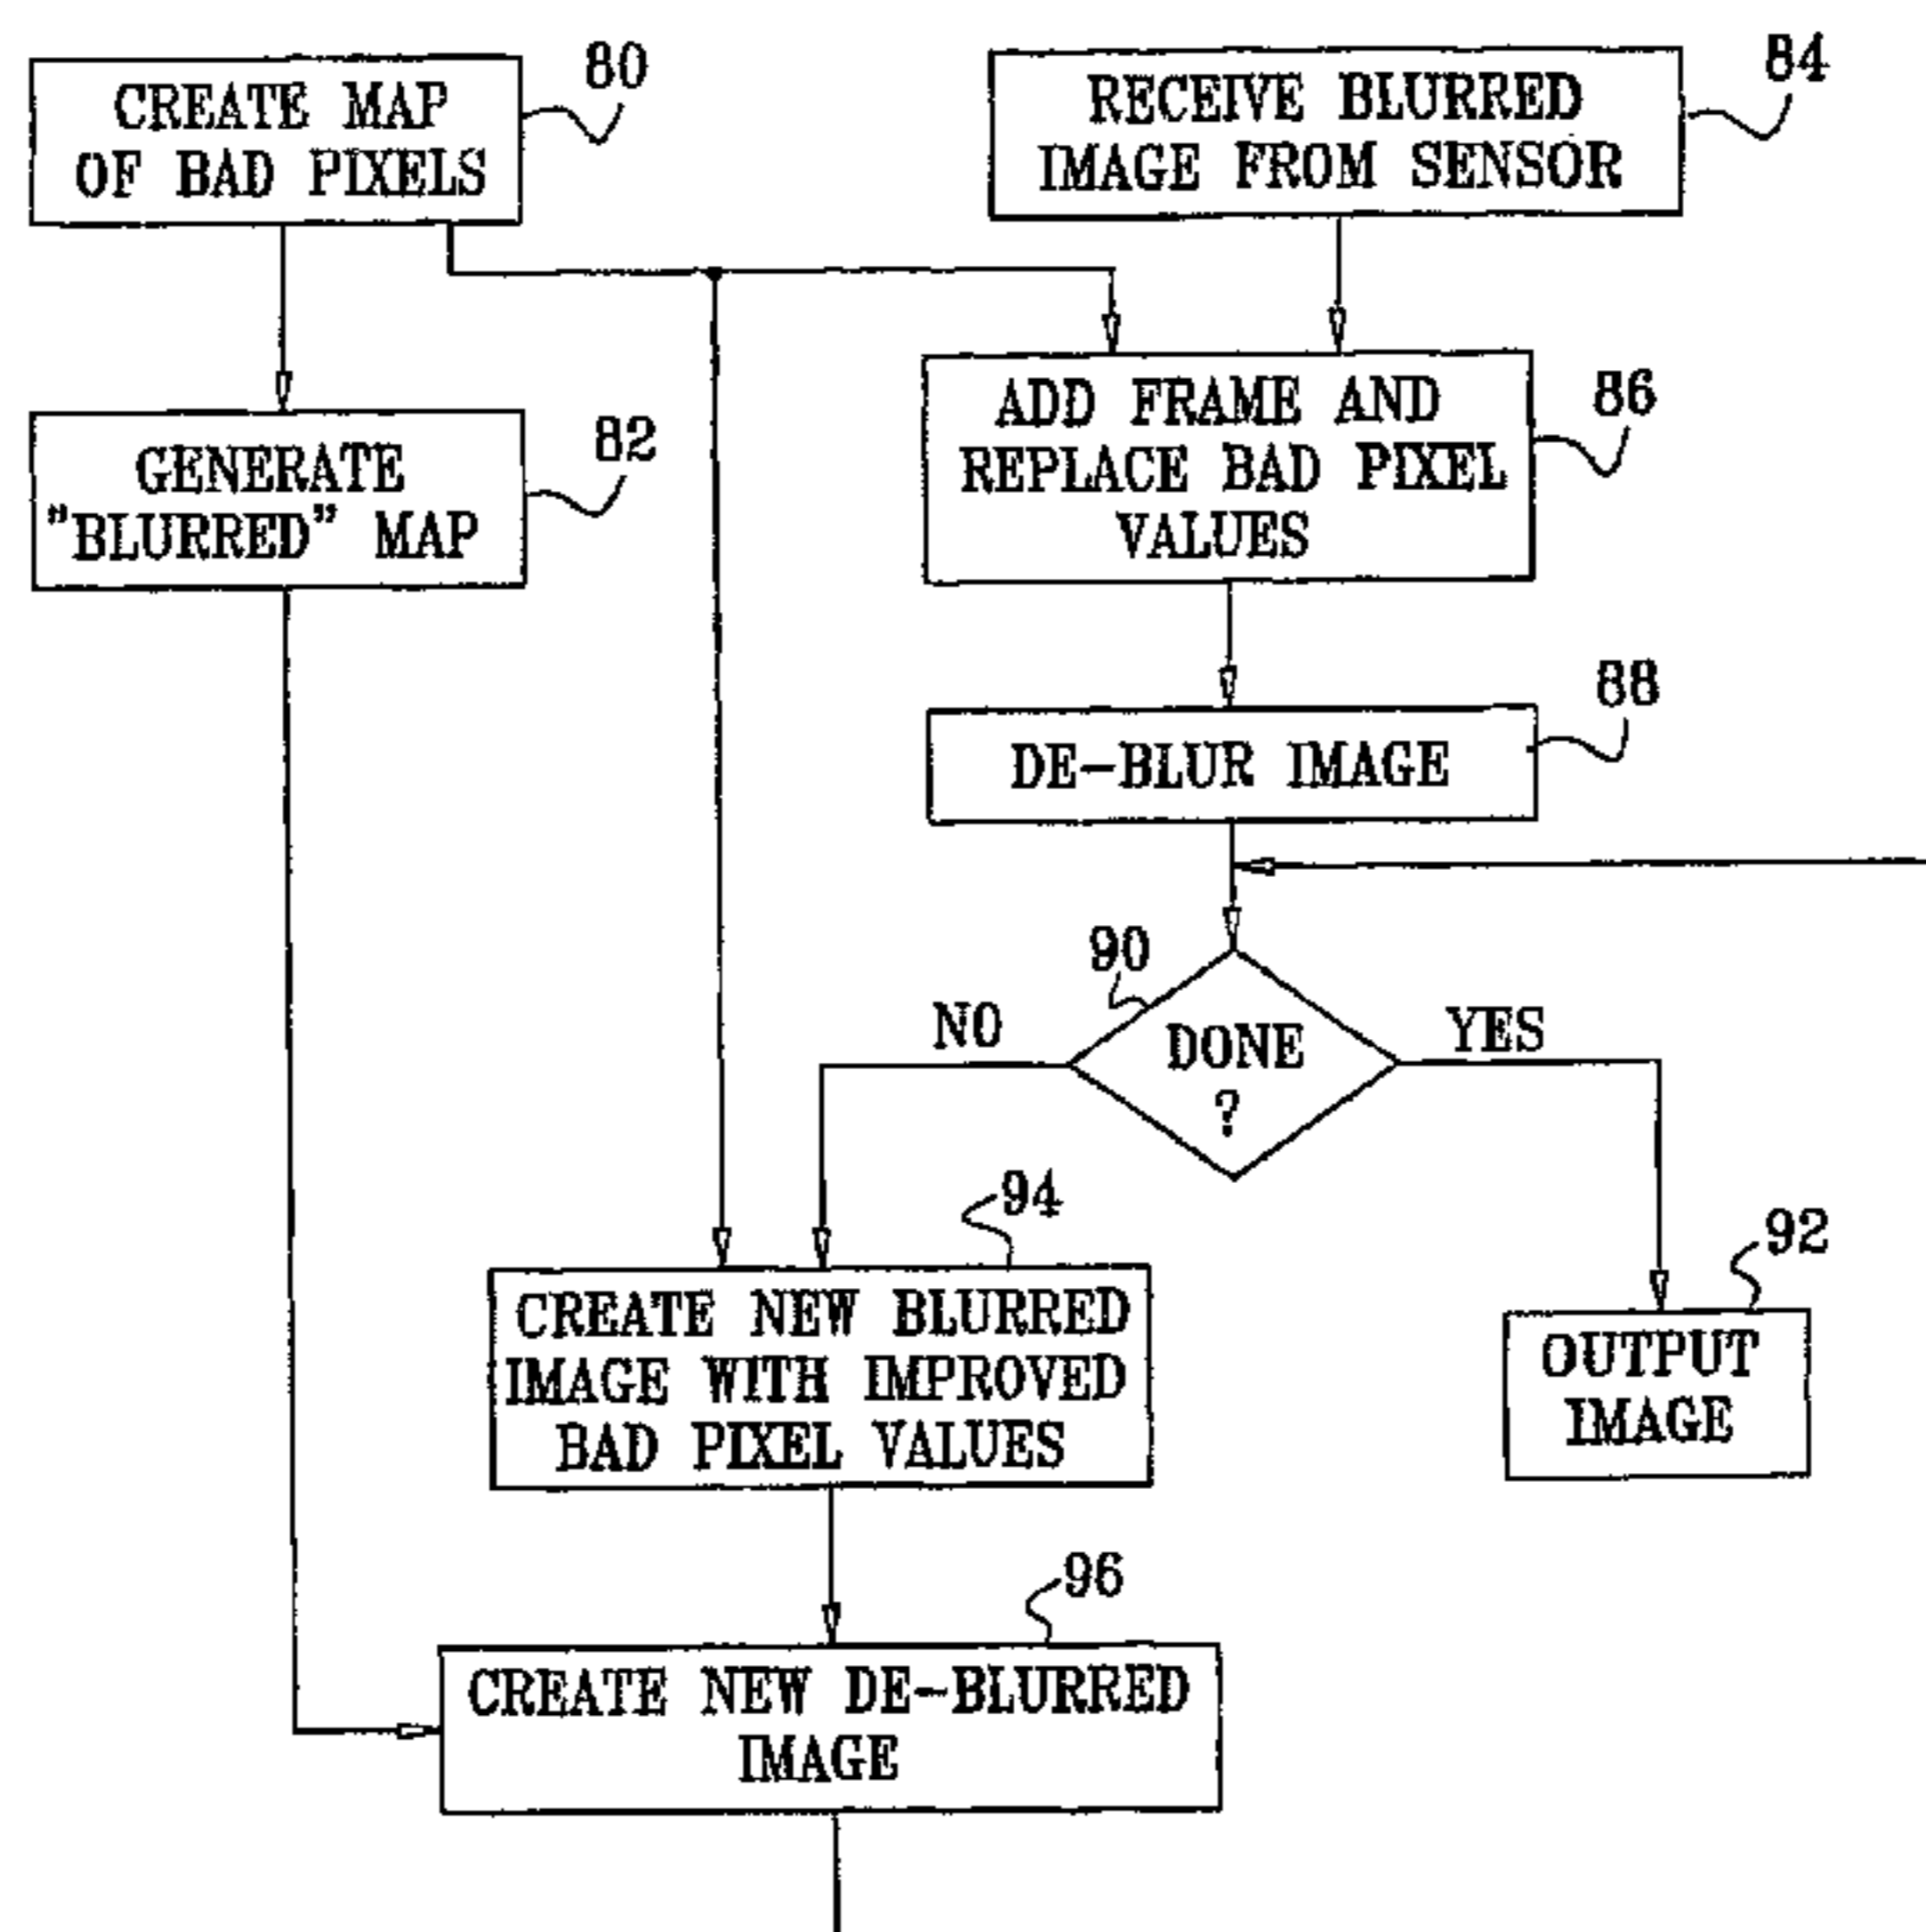 80
CREATE MAP
OF BAD PIXELS
84
RECEIVE BLURRED
IMAGE FROM SENSOR
82
GENERATE
"BLURRED" MAP
86
ADD FRAME AND
REPLACE BAD PIXEL
VALUES
88
DE-BLUR IMAGE
90
NO
DONE
?
YES
94
CREATE NEW BLURRED
IMAGE WITH IMPROVED
BAD PIXEL VALUES
92
OUTPUT
IMAGE
96
CREATE NEW DE-BLURRED
IMAGE